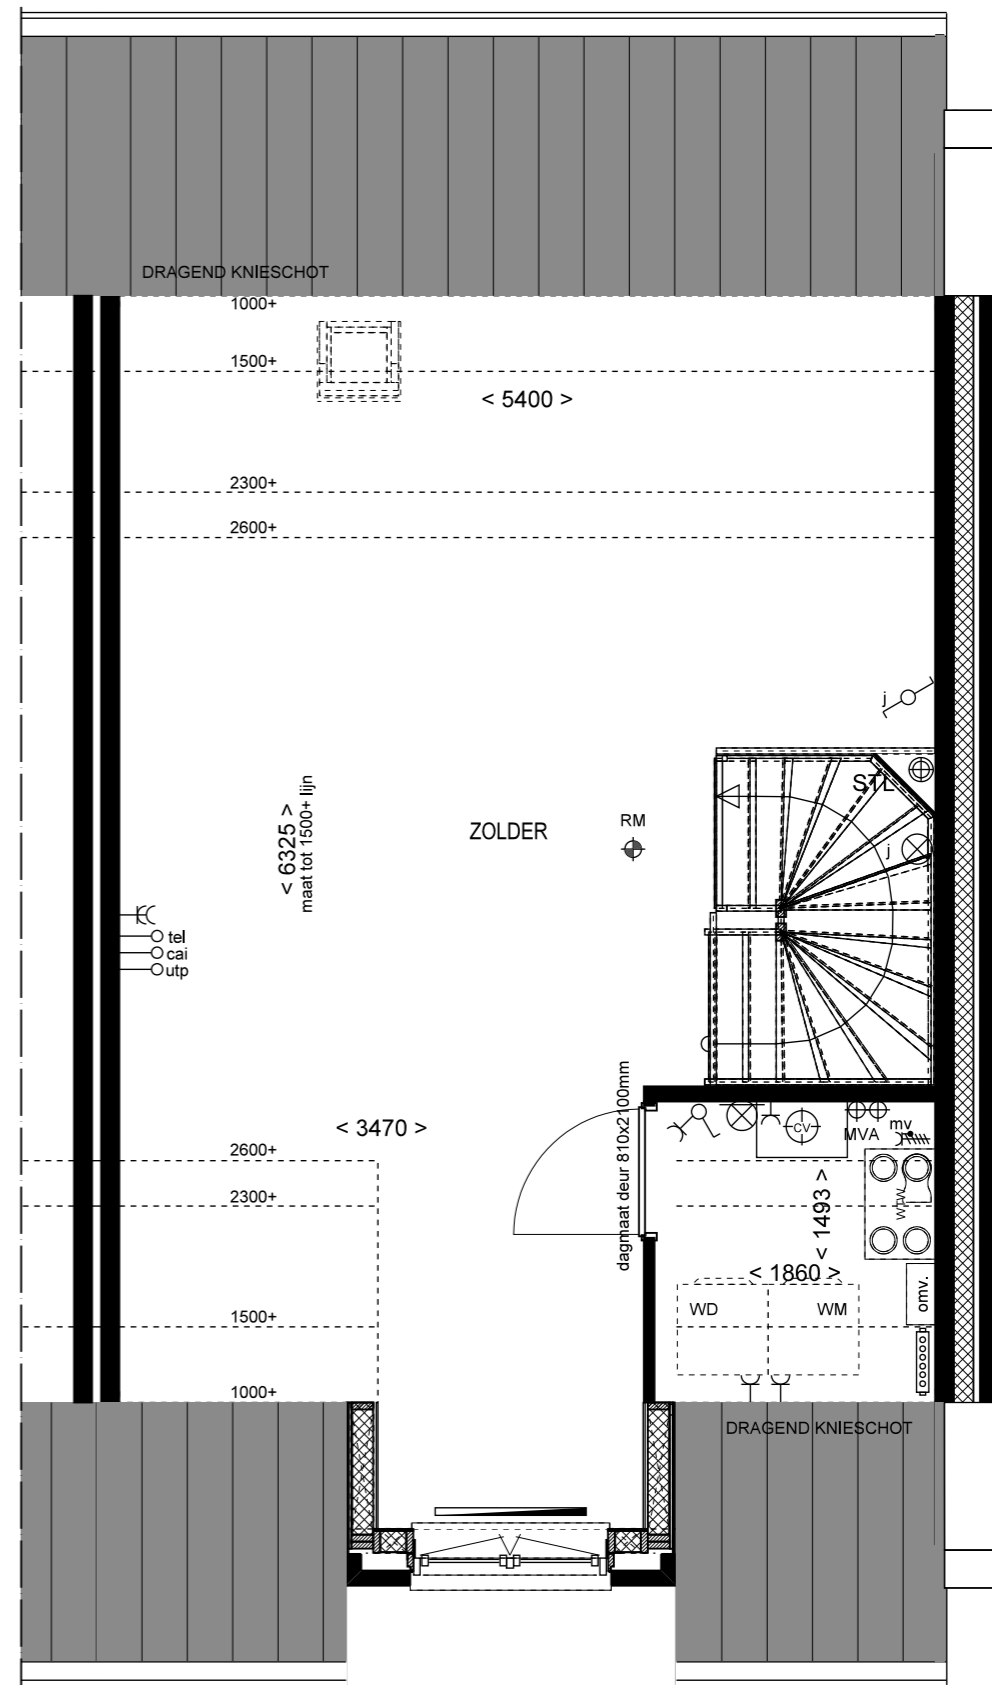 DRAGEND KNIESCHOT
1000+
1500+
< 5400 >
2300+
2600+
j
STL
< 6325 >
maat tot 1500+ lijn
ZOLDER
RM
j
tel
cai
utp
dagmaat deur 810x2100mm
< 3470 >
CV
MVA
mv
2600+
2300+
WTW
< 1493 >
< 1860 >
WD
WM
omv.
1500+
1000+
DRAGEND KNIESCHOT